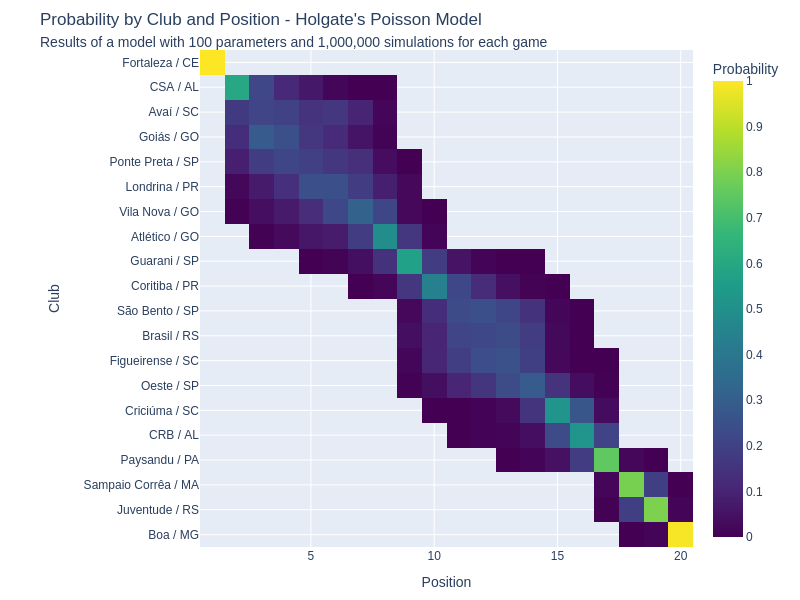 Probability by Club and Position - Holgate's Poisson Model
Results of a model with 100 parameters and 1,000,000 simulations for each game
Probability
Fortaleza / CE
CSA / AL
Avaí / SC
Goiás / GO
Ponte Preta / SP
Londrina / PR
Vila Nova / GO
Atlético / GO
Guarani / SP
Coritiba / PR
São Bento / SP
Brasil / RS
Figueirense / SC
Oeste / SP
Criciúma / SC
CRB / AL
Paysandu / PA
Sampaio Corrêa / MA
Juventude / RS
Boa / MG
Club
5
10
15
20
Position
1
0.9
0.8
0.7
0.6
0.5
0.4
0.3
0.2
0.1
0